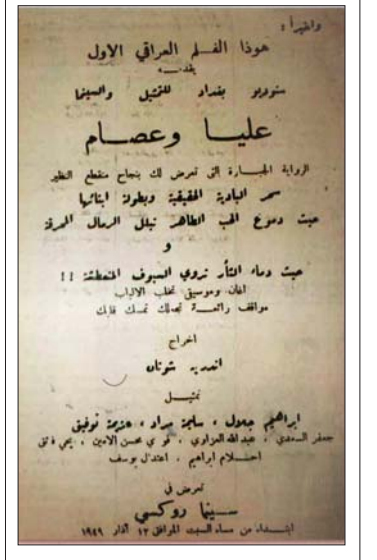 واخيراً :
هوذا الفلم العراقي الاول
يقدمه
ستوديو بغداد للتمثيل والسينما
عليا وعصام
الرواية الجبارة التي تعرض لك بنجاح منقطع النظير
سحر البادية الحقيقية وبطولة ابنائها
حيث دموع الحب الطاهر تبلل الرمال المحرقة
و
حيث دماء الثأر تروي السيوف المتعطشة !!
اغان وموسيقى تخلب الالباب
مواقف رائعة تجعلك تمسك قلبك
اخراج
اندريه شوتان
تمثيل
ابراهيم جلال ، سليمة مراد ، عزيمة توفيق
جعفر السعدي ، عبد الله العزاوي ، فوزي محسن الامين ، يحيى فائق
احلام ابراهيم ، اعتدال يوسف
تعرض في
سينما روكسي
ابتداء من مساء السبت الموافق ١٢ آذار ١٩٤٩